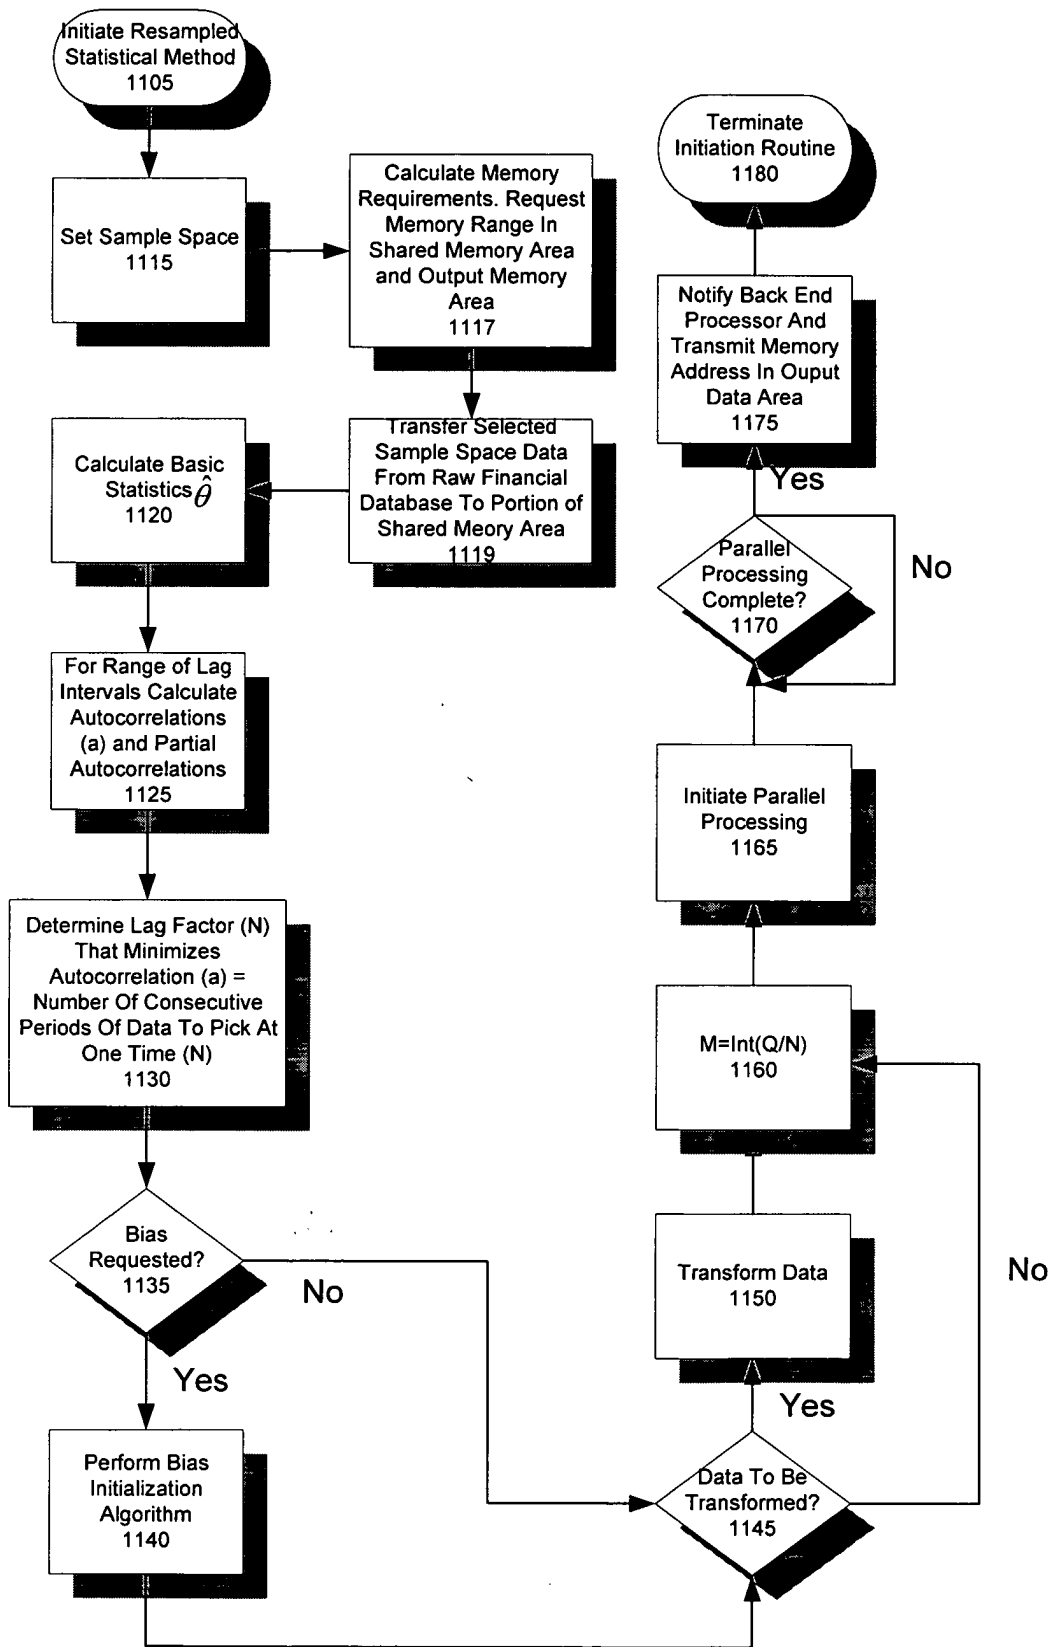 Initiate Resampled
Statistical Method
1105
Set Sample Space
1115
Calculate Memory
Requirements. Request
Memory Range In
Shared Memory Area
and Output Memory
Area
1117
Transfer Selected
Sample Space Data
From Raw Financial
Database To Portion of
Shared Meory Area
1119
Calculate Basic
Statistics θ̂
1120
For Range of Lag
Intervals Calculate
Autocorrelations
(a) and Partial
Autocorrelations
1125
Determine Lag Factor (N)
That Minimizes
Autocorrelation (a) =
Number Of Consecutive
Periods Of Data To Pick At
One Time (N)
1130
Bias
Requested?
1135
No
Yes
Perform Bias
Initialization
Algorithm
1140
Data To Be
Transformed?
1145
Yes
No
Transform Data
1150
M=Int(Q/N)
1160
Initiate Parallel
Processing
1165
Parallel
Processing
Complete?
1170
No
Yes
Notify Back End
Processor And
Transmit Memory
Address In Ouput
Data Area
1175
Terminate
Initiation Routine
1180